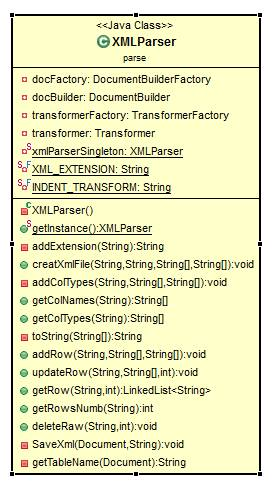 <<Java Class>>
XMLParser
parse
docFactory: DocumentBuilderFactory
docBuilder: DocumentBuilder
transformerFactory: TransformerFactory
transformer: Transformer
xmlParserSingleton: XMLParser
XML_EXTENSION: String
INDENT_TRANSFORM: String
XMLParser()
getInstance():XMLParser
addExtension(String):String
creatXmlFile(String,String,String[],String[]):void
addColTypes(String,String[],String[]):void
getColNames(String):String[]
getColTypes(String):String[]
toString(String[]):String
addRow(String,String[],String[]):void
updateRow(String,String[],int):void
getRow(String,int):LinkedList<String>
getRowsNumb(String):int
deleteRaw(String,int):void
SaveXml(Document,String):void
getTableName(Document):String